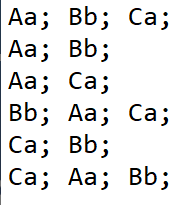 Aa; Bb; Ca;
Aa; Bb;
Aa; Ca;
Bb; Aa; Ca;
Ca; Bb;
Ca; Aa; Bb;